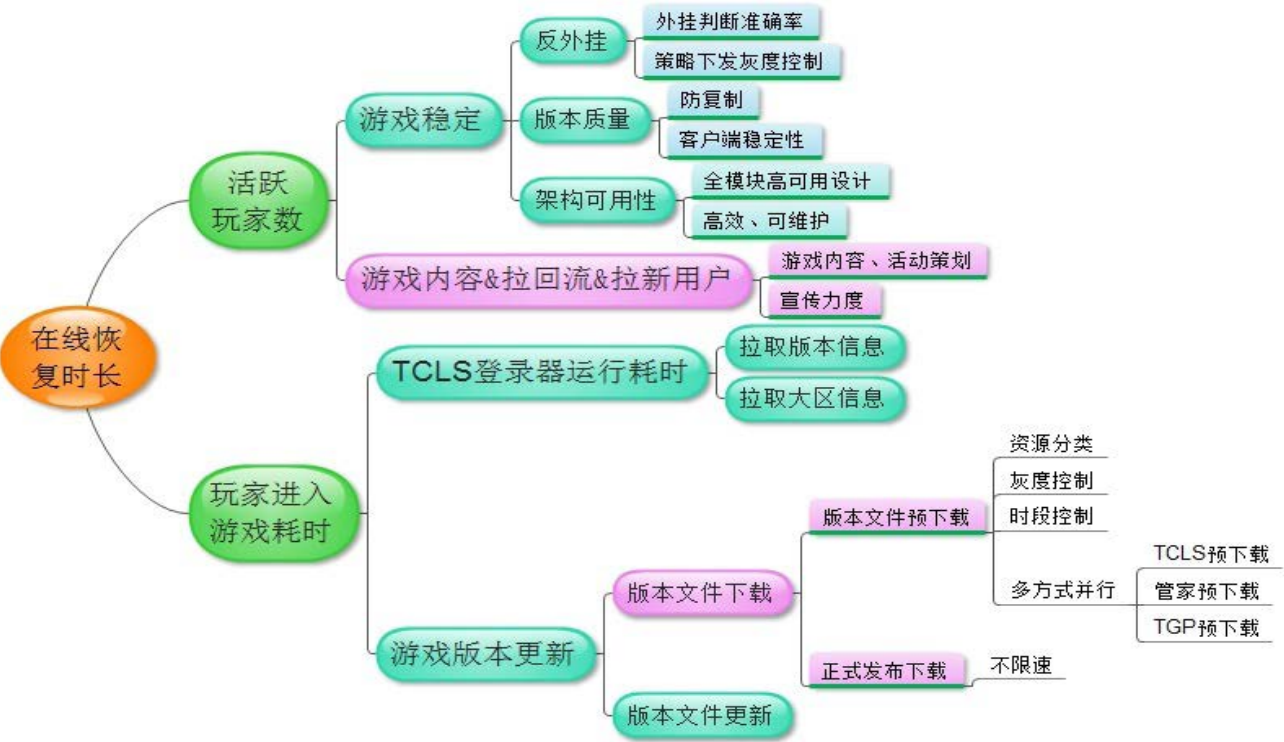 在线恢
复时长
活跃
玩家数
游戏稳定
反外挂
外挂判断准确率
策略下发灰度控制
版本质量
防复制
客户端稳定性
架构可用性
全模块高可用设计
高效、可维护
游戏内容&拉回流&拉新用户
游戏内容、活动策划
宣传力度
玩家进入
游戏耗时
TCLS登录器运行耗时
拉取版本信息
拉取大区信息
游戏版本更新
版本文件下载
版本文件预下载
资源分类
灰度控制
时段控制
多方式并行
TCLS预下载
管家预下载
TGP预下载
正式发布下载
不限速
版本文件更新